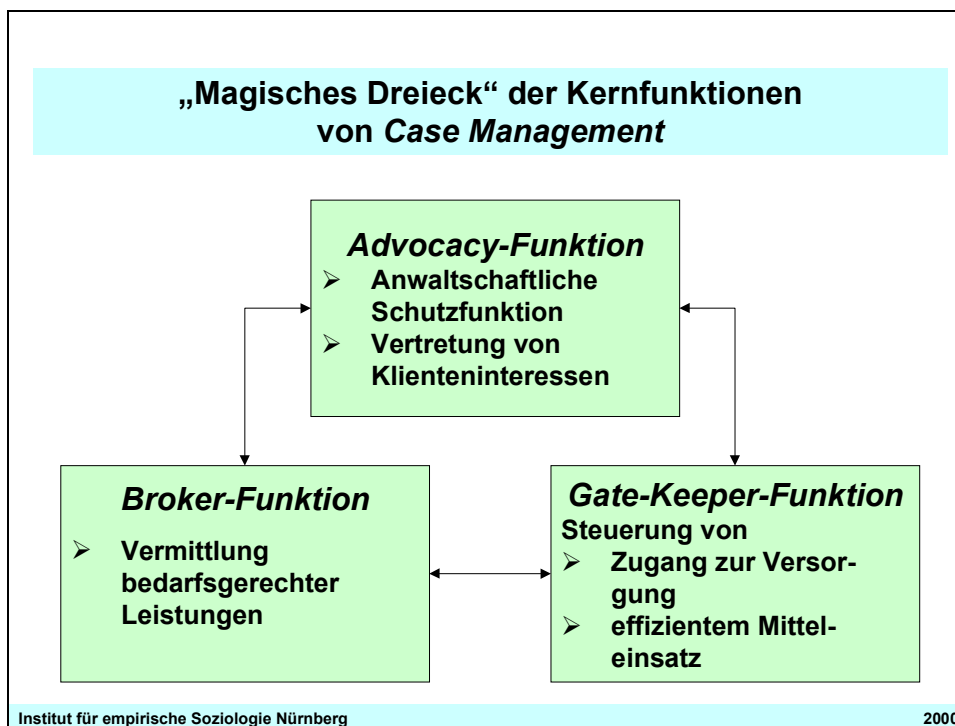 „Magisches Dreieck“ der Kernfunktionen
von Case Management
Advocacy-Funktion
➢ Anwaltschaftliche
Schutzfunktion
➢ Vertretung von
Klienteninteressen
Broker-Funktion
➢ Vermittlung
bedarfsgerechter
Leistungen
Gate-Keeper-Funktion
Steuerung von
➢ Zugang zur Versor-
gung
➢ effizientem Mittel-
einsatz
Institut für empirische Soziologie Nürnberg
2000